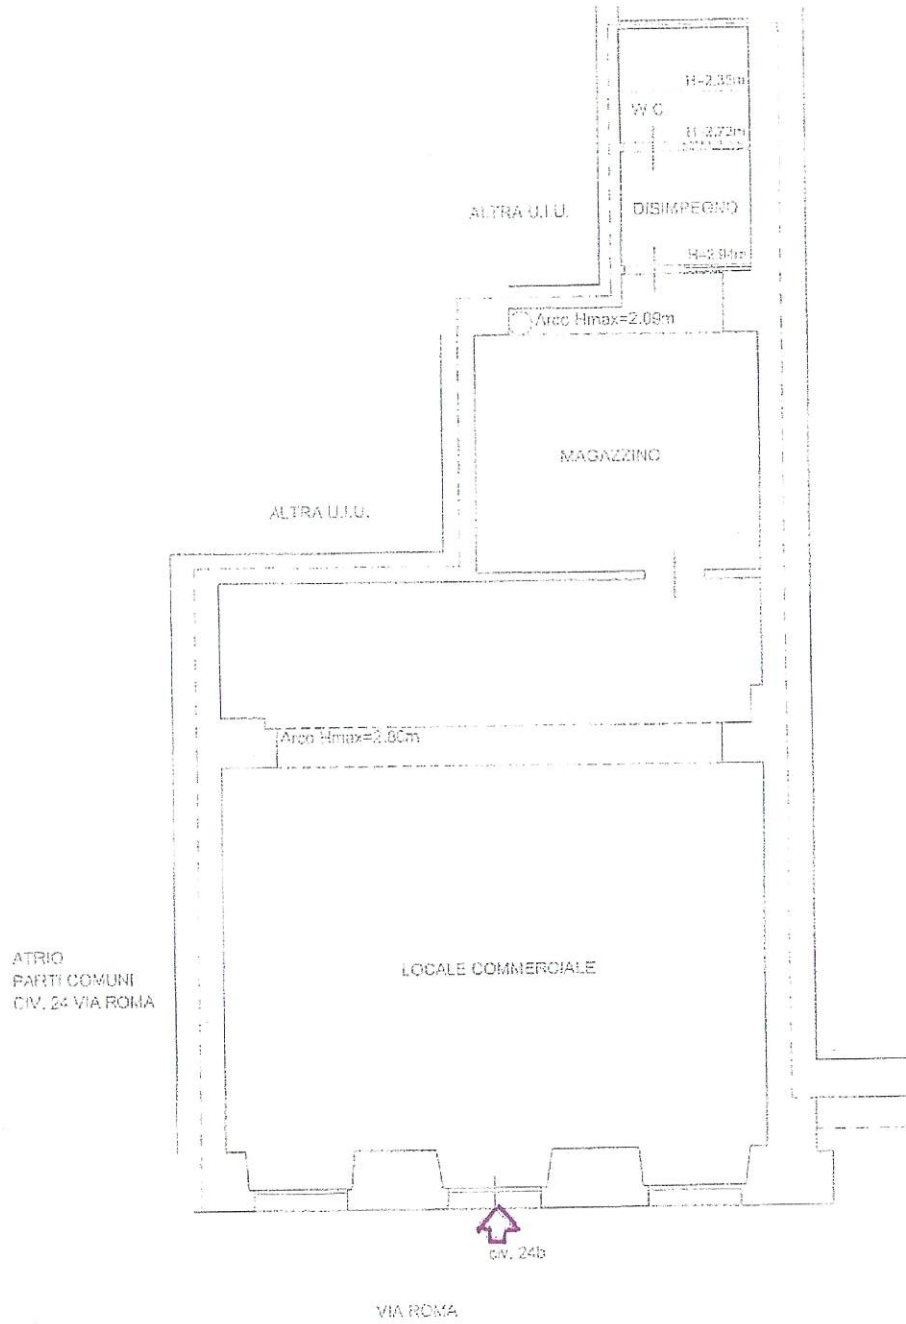 H=2.35m
W.C.
H=2.72m
ALTRA U.I.U.
DISIMPEGNO
H=2.94m
Arco Hmax=2.09m
MAGAZZINO
ALTRA U.I.U.
Arco Hmax=2.80m
ATRIO
PARTI COMUNI
CIV. 24 VIA ROMA
LOCALE COMMERCIALE
civ. 24b
VIA ROMA